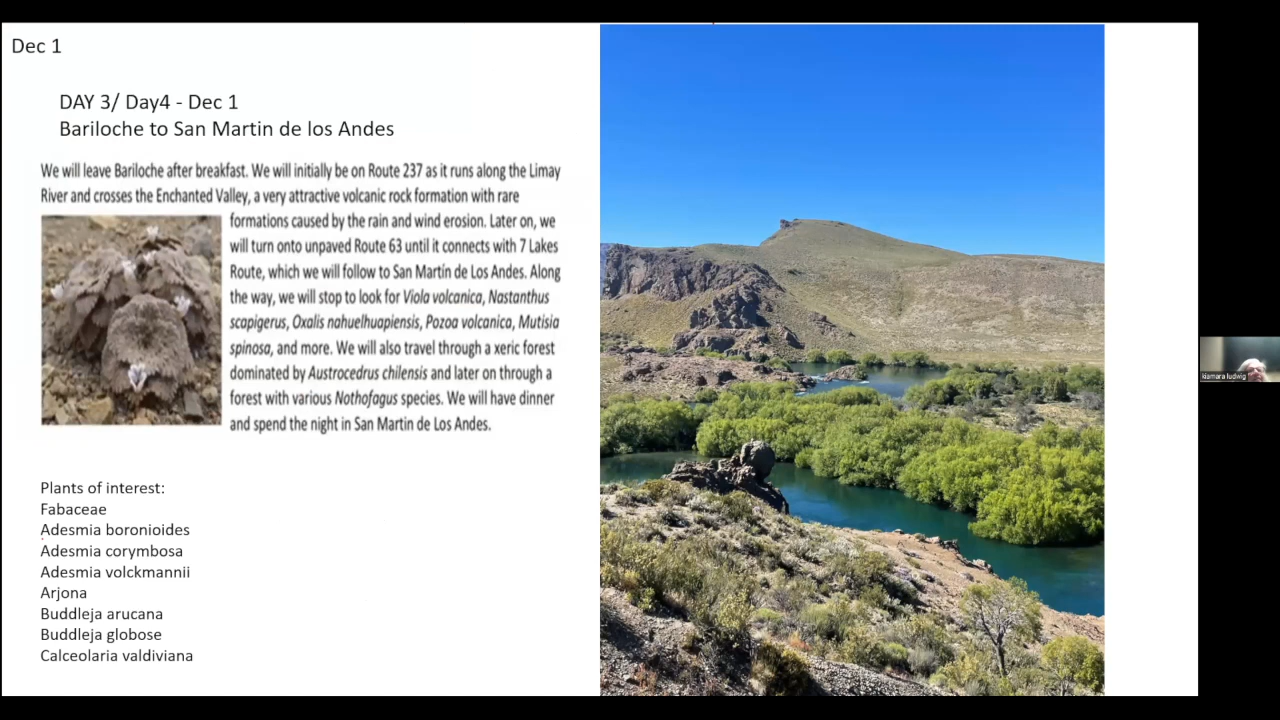 Dec 1
DAY 3/ Day4 - Dec 1
Bariloche to San Martin de los Andes
We will leave Bariloche after breakfast. We will initially be on Route 237 as it runs along the Limay
River and crosses the Enchanted Valley, a very attractive volcanic rock formation with rare
formations caused by the rain and wind erosion. Later on, we
will turn onto unpaved Route 63 until it connects with 7 Lakes
Route, which we will follow to San Martín de Los Andes. Along
the way, we will stop to look for Viola volcanica, Nastanthus
scapigerus, Oxalis nahuelhuapiensis, Pozoa volcanica, Mutisia
spinosa, and more. We will also travel through a xeric forest
dominated by Austrocedrus chilensis and later on through a
forest with various Nothofagus species. We will have dinner
and spend the night in San Martin de Los Andes.
Plants of interest:
Fabaceae
Adesmia boronioides
Adesmia corymbosa
Adesmia volckmannii
Arjona
Buddleja arucana
Buddleja globose
Calceolaria valdiviana
kiamara ludwig